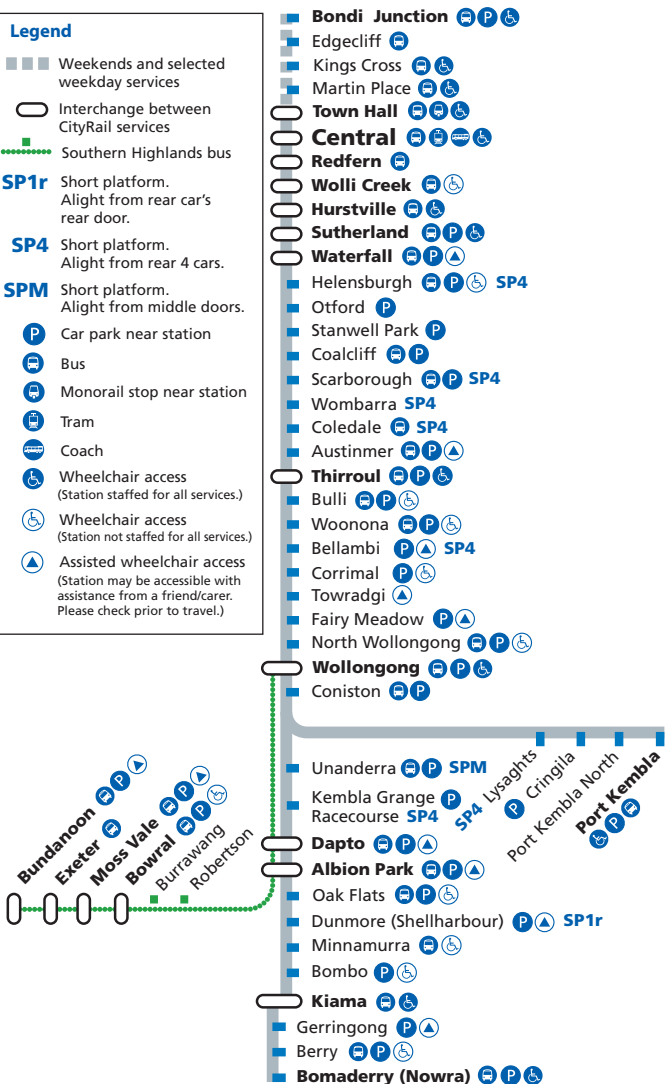 Legend
Weekends and selected
weekday services
Interchange between
CityRail services
Southern Highlands bus
SP1r Short platform.
Alight from rear car's
rear door.
SP4 Short platform.
Alight from rear 4 cars.
SPM Short platform.
Alight from middle doors.
P Car park near station
Bus
Monorail stop near station
Tram
Coach
Wheelchair access
(Station staffed for all services.)
Wheelchair access
(Station not staffed for all services.)
Assisted wheelchair access
(Station may be accessible with
assistance from a friend/carer.
Please check prior to travel.)
Bondi Junction P
Edgecliff
Kings Cross
Martin Place
Town Hall
Central
Redfern
Wolli Creek
Hurstville
Sutherland P
Waterfall P
Helensburgh P SP4
Otford P
Stanwell Park P
Coalcliff P
Scarborough P SP4
Wombarra SP4
Coledale SP4
Austinmer P
Thirroul P
Bulli P
Woonona P
Bellambi P SP4
Corrimal P
Towradgi
Fairy Meadow P
North Wollongong P
Wollongong P
Coniston P
SP4 Lysaghts
P Cringila
Port Kembla North
Port Kembla
P
Unanderra P SPM
Kembla Grange P
Racecourse SP4
Dapto P
Albion Park P
Oak Flats P
Dunmore (Shellharbour) P SP1r
Minnamurra
Bombo P
Kiama
Gerringong P
Berry P
Bomaderry (Nowra) P
Bundanoon P
Exeter
Moss Vale P
Bowral P
Burrawang
Robertson